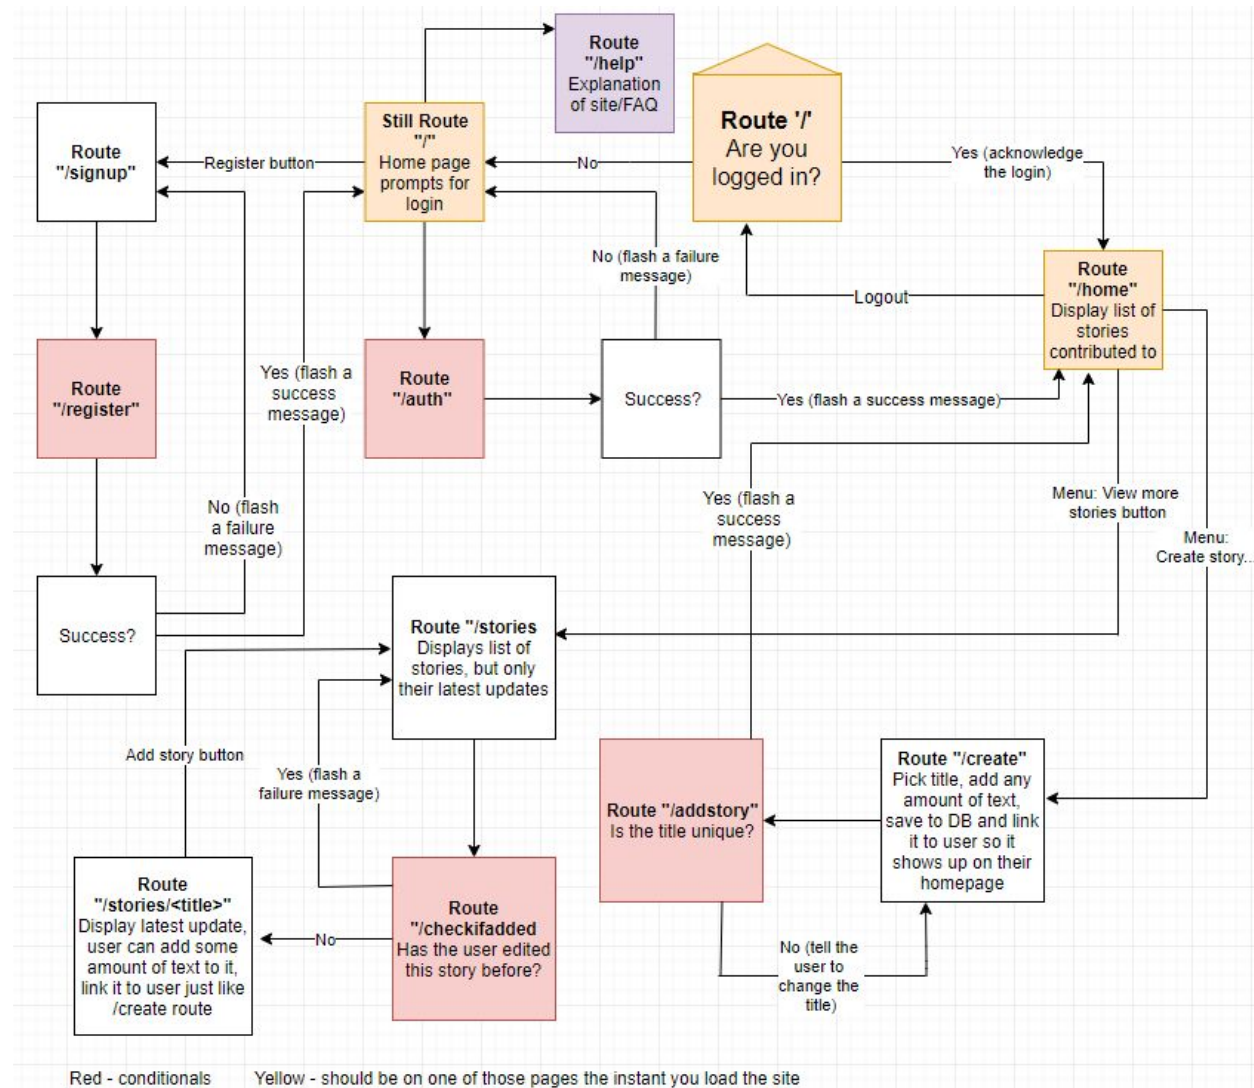 Route
"/help"
Explanation
of site/FAQ
Route '/'
Are you
logged in?
Still Route
"/"
Home page
prompts for
login
Route
"/signup"
Register button
No
Yes (acknowledge
the login)
No (flash a failure
message)
Route
"/home"
Display list of
stories
contributed to
Logout
Route
"/register"
Yes (flash a
success
message)
Route
"/auth"
Success?
Yes (flash a success message)
No (flash
a failure
message)
Yes (flash a
success
message)
Menu: View more
stories button
Menu:
Create story...
Success?
Route "/stories
Displays list of
stories, but only
their latest updates
Add story button
Yes (flash a
failure message)
Route "/addstory"
Is the title unique?
Route "/create"
Pick title, add any
amount of text,
save to DB and link
it to user so it
shows up on their
homepage
Route
"/stories/<title>"
Display latest update,
user can add some
amount of text to it,
link it to user just like
/create route
No
Route
"/checkifadded
Has the user edited
this story before?
No (tell the
user to
change the
title)
Red - conditionals
Yellow - should be on one of those pages the instant you load the site